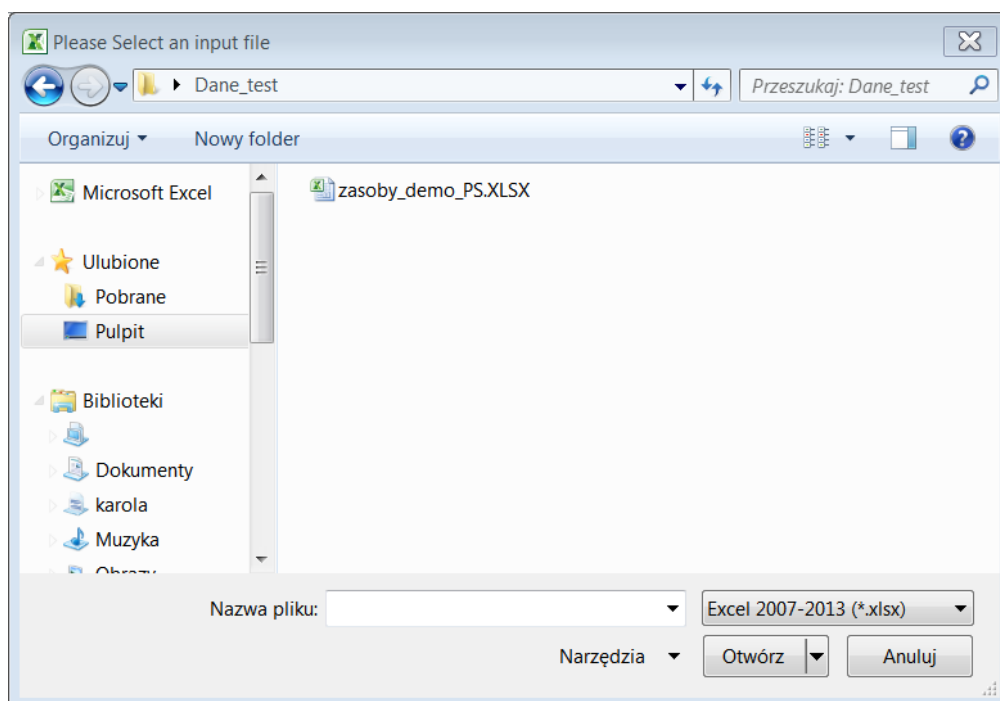 Please Select an input file
Dane_test
Przeszukaj: Dane_test
Organizuj
Nowy folder
Microsoft Excel
Ulubione
Pobrane
Pulpit
Biblioteki
Dokumenty
karola
Muzyka
Obrazy
zasoby_demo_PS.XLSX
Nazwa pliku:
Excel 2007-2013 (*.xlsx)
Narzędzia
Otwórz
Anuluj